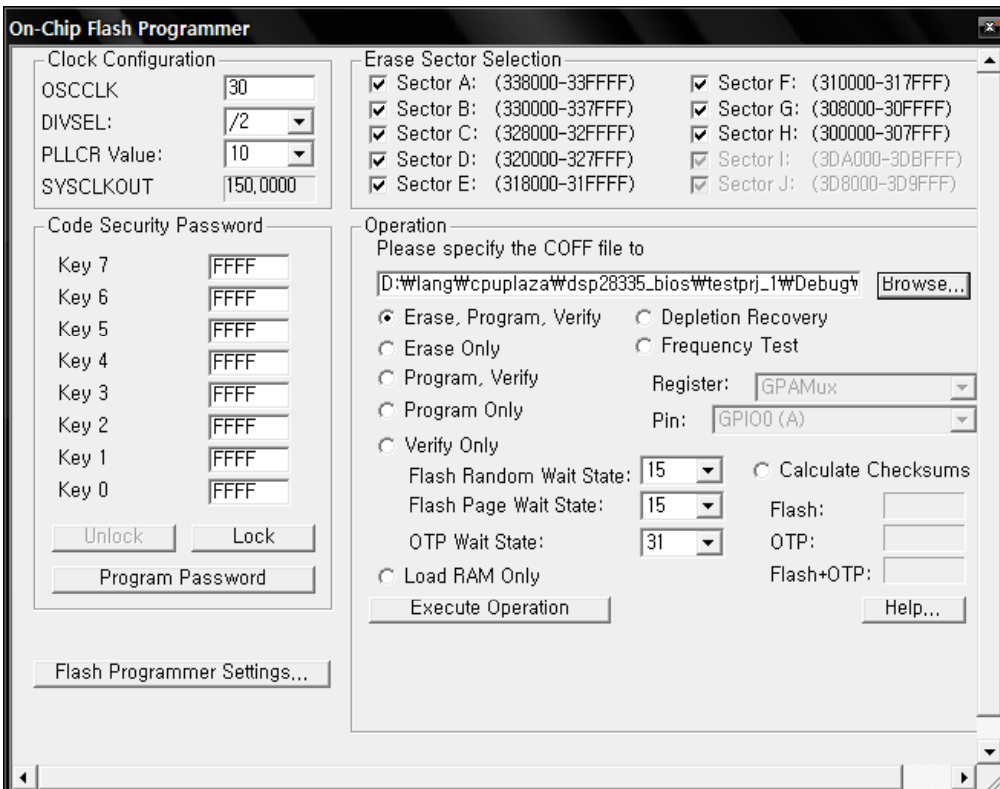 On-Chip Flash Programmer
Clock Configuration
OSCCLK 30
DIVSEL: /2
PLLCR Value: 10
SYSCLKOUT 150,0000
Erase Sector Selection
Sector A: (338000-33FFFF)
Sector B: (330000-337FFF)
Sector C: (328000-32FFFF)
Sector D: (320000-327FFF)
Sector E: (318000-31FFFF)
Sector F: (310000-317FFF)
Sector G: (308000-30FFFF)
Sector H: (300000-307FFF)
Sector I: (3DA000-3DBFFF)
Sector J: (3D8000-3D9FFF)
Code Security Password
Key 7 FFFF
Key 6 FFFF
Key 5 FFFF
Key 4 FFFF
Key 3 FFFF
Key 2 FFFF
Key 1 FFFF
Key 0 FFFF
Unlock Lock
Program Password
Flash Programmer Settings,,,
Operation
Please specify the COFF file to
D:₩lang₩cpuplaza₩dsp28335_bios₩testprj_1₩Debug₩ Browse,,,
Erase, Program, Verify
Erase Only
Program, Verify
Program Only
Verify Only
Depletion Recovery
Frequency Test
Register: GPAMux
Pin: GPIO0 (A)
Flash Random Wait State: 15
Flash Page Wait State: 15
OTP Wait State: 31
Calculate Checksums
Flash:
OTP:
Flash+OTP:
Load RAM Only
Execute Operation Help,,,